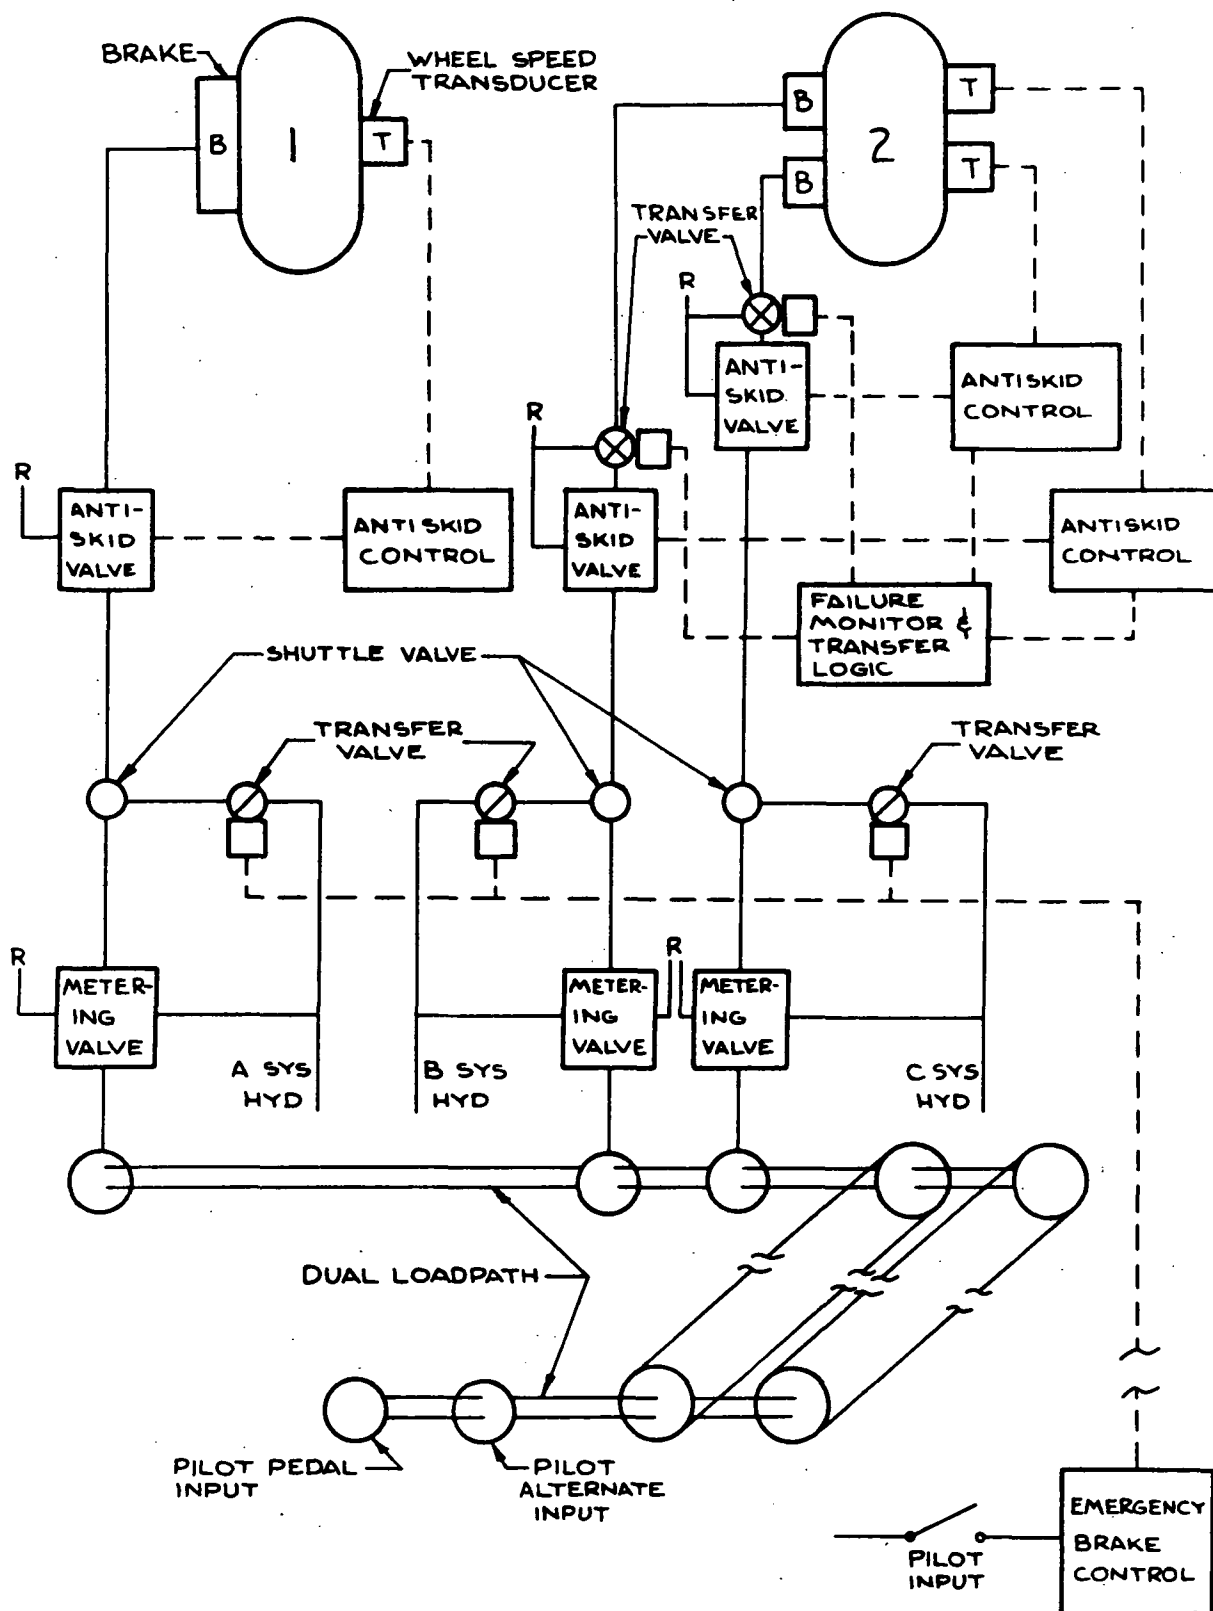 BRAKE
WHEEL SPEED
TRANSDUCER
B
1
T
B
B
2
T
T
TRANSFER
VALVE
R
ANTI-
SKID
VALVE
ANTISKID
CONTROL
R
ANTI-
SKID
VALVE
ANTISKID
CONTROL
R
ANTI-
SKID
VALVE
ANTISKID
CONTROL
FAILURE
MONITOR &
TRANSFER
LOGIC
SHUTTLE VALVE
TRANSFER
VALVE
TRANSFER
VALVE
R
METER-
ING
VALVE
A SYS
HYD
B SYS
HYD
METER-
ING
VALVE
R
METER-
ING
VALVE
C SYS
HYD
DUAL LOADPATH
PILOT PEDAL
INPUT
PILOT
ALTERNATE
INPUT
PILOT
INPUT
EMERGENCY
BRAKE
CONTROL